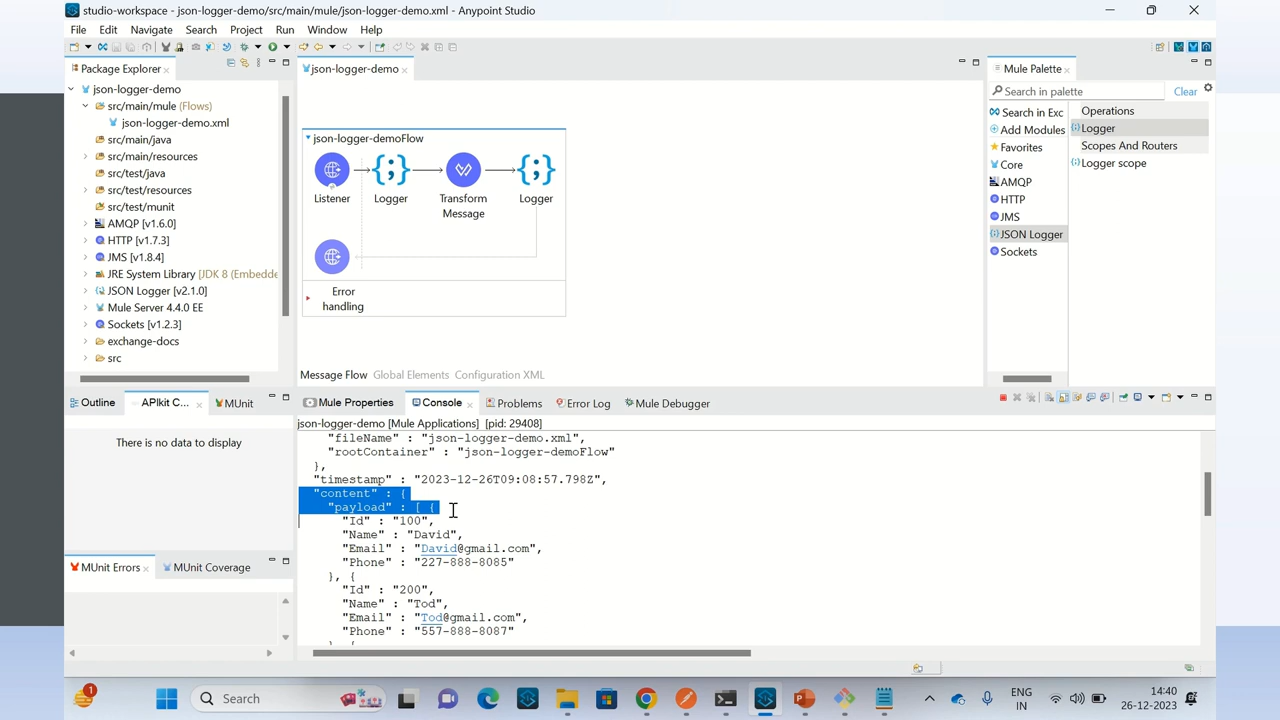 studio-workspace - json-logger-demo/src/main/mule/json-logger-demo.xml - Anypoint Studio
File Edit Navigate Search Project Run Window Help
Package Explorer
json-logger-demo
src/main/mule (Flows)
json-logger-demo.xml
src/main/java
src/main/resources
src/test/java
src/test/resources
src/test/munit
AMQP [v1.6.0]
HTTP [v1.7.3]
JMS [v1.8.4]
JRE System Library [JDK 8 (Embedde
JSON Logger [v2.1.0]
Mule Server 4.4.0 EE
Sockets [v1.2.3]
exchange-docs
src
json-logger-demo
json-logger-demoFlow
Listener Logger Transform Message Logger
Error handling
Message Flow Global Elements Configuration XML
Mule Palette
Search in palette Clear
Search in Exc
Add Modules
Favorites
Core
AMQP
HTTP
JMS
JSON Logger
Sockets
Operations
Logger
Scopes And Routers
Logger scope
Outline APIkit C... MUnit
There is no data to display
MUnit Errors MUnit Coverage
Mule Properties Console Problems Error Log Mule Debugger
json-logger-demo [Mule Applications] [pid: 29408]
"fileName" : "json-logger-demo.xml",
"rootContainer" : "json-logger-demoFlow"
},
"timestamp" : "2023-12-26T09:08:57.798Z",
"content" : {
"payload" : [ {
"Id" : "100",
"Name" : "David",
"Email" : "David@gmail.com",
"Phone" : "227-888-8085"
}, {
"Id" : "200",
"Name" : "Tod",
"Email" : "Tod@gmail.com",
"Phone" : "557-888-8087"
}, {
1
Search
ENG
IN
14:40
26-12-2023